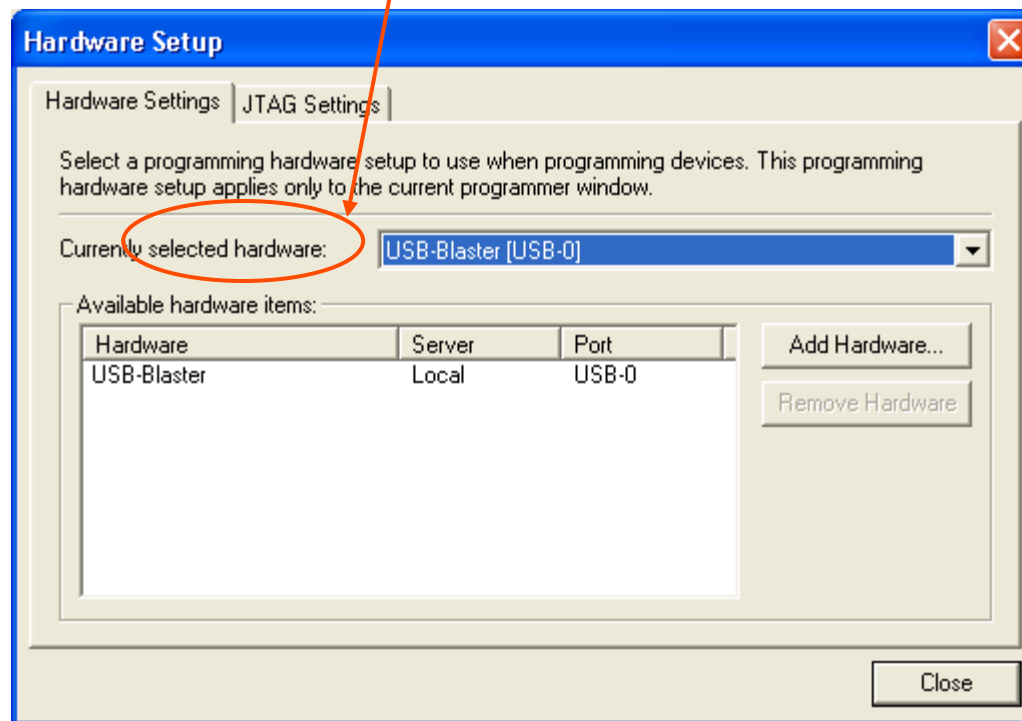 Hardware Setup
Hardware Settings JTAG Settings
Select a programming hardware setup to use when programming devices. This programming
hardware setup applies only to the current programmer window.
Currently selected hardware: USB-Blaster [USB-0]
Available hardware items:
Hardware Server Port
USB-Blaster Local USB-0
Add Hardware...
Remove Hardware
Close